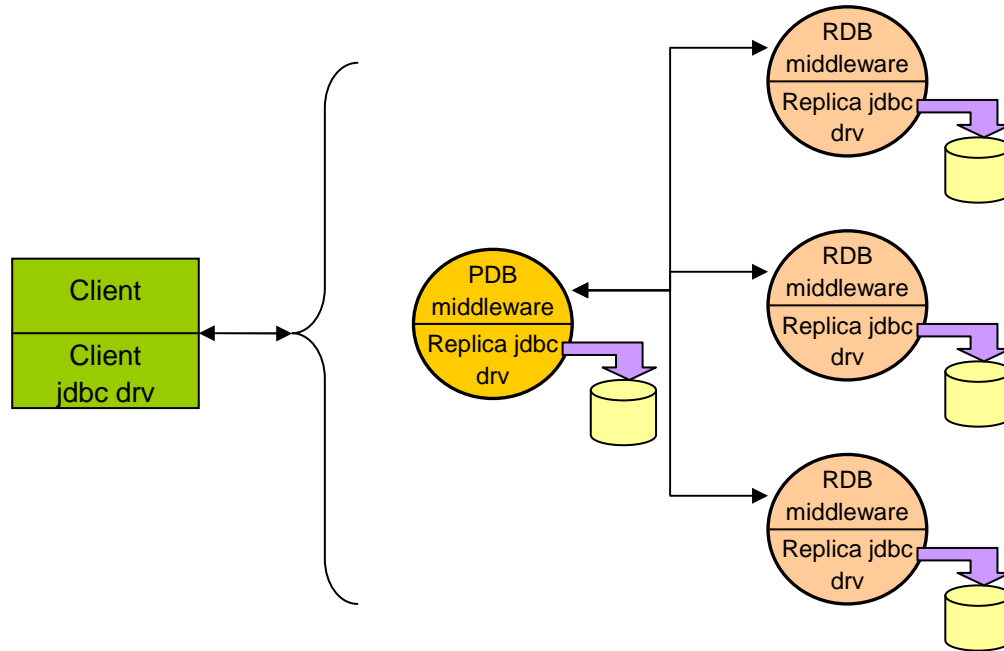 Client
Client
jdbc drv
PDB
middleware
Replica jdbc
drv
RDB
middleware
Replica jdbc
drv
RDB
middleware
Replica jdbc
drv
RDB
middleware
Replica jdbc
drv